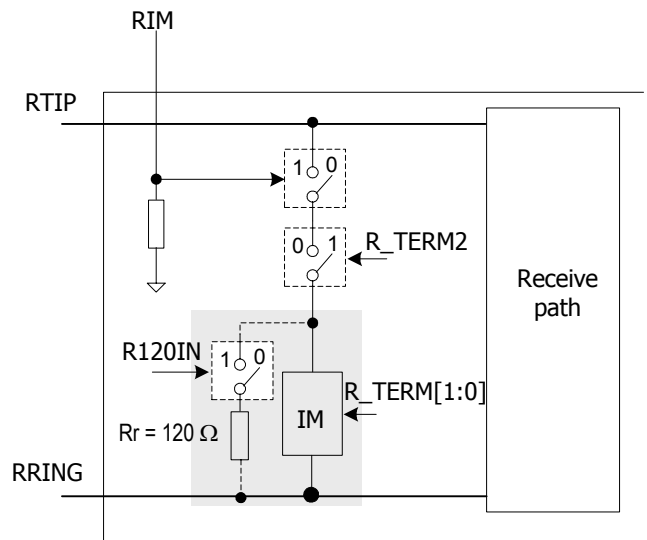 RIM
RTIP
1 0
0 1
R_TERM2
Receive
path
R120IN
1 0
R_TERM[1:0]
IM
Rr = 120 Ω
RRING